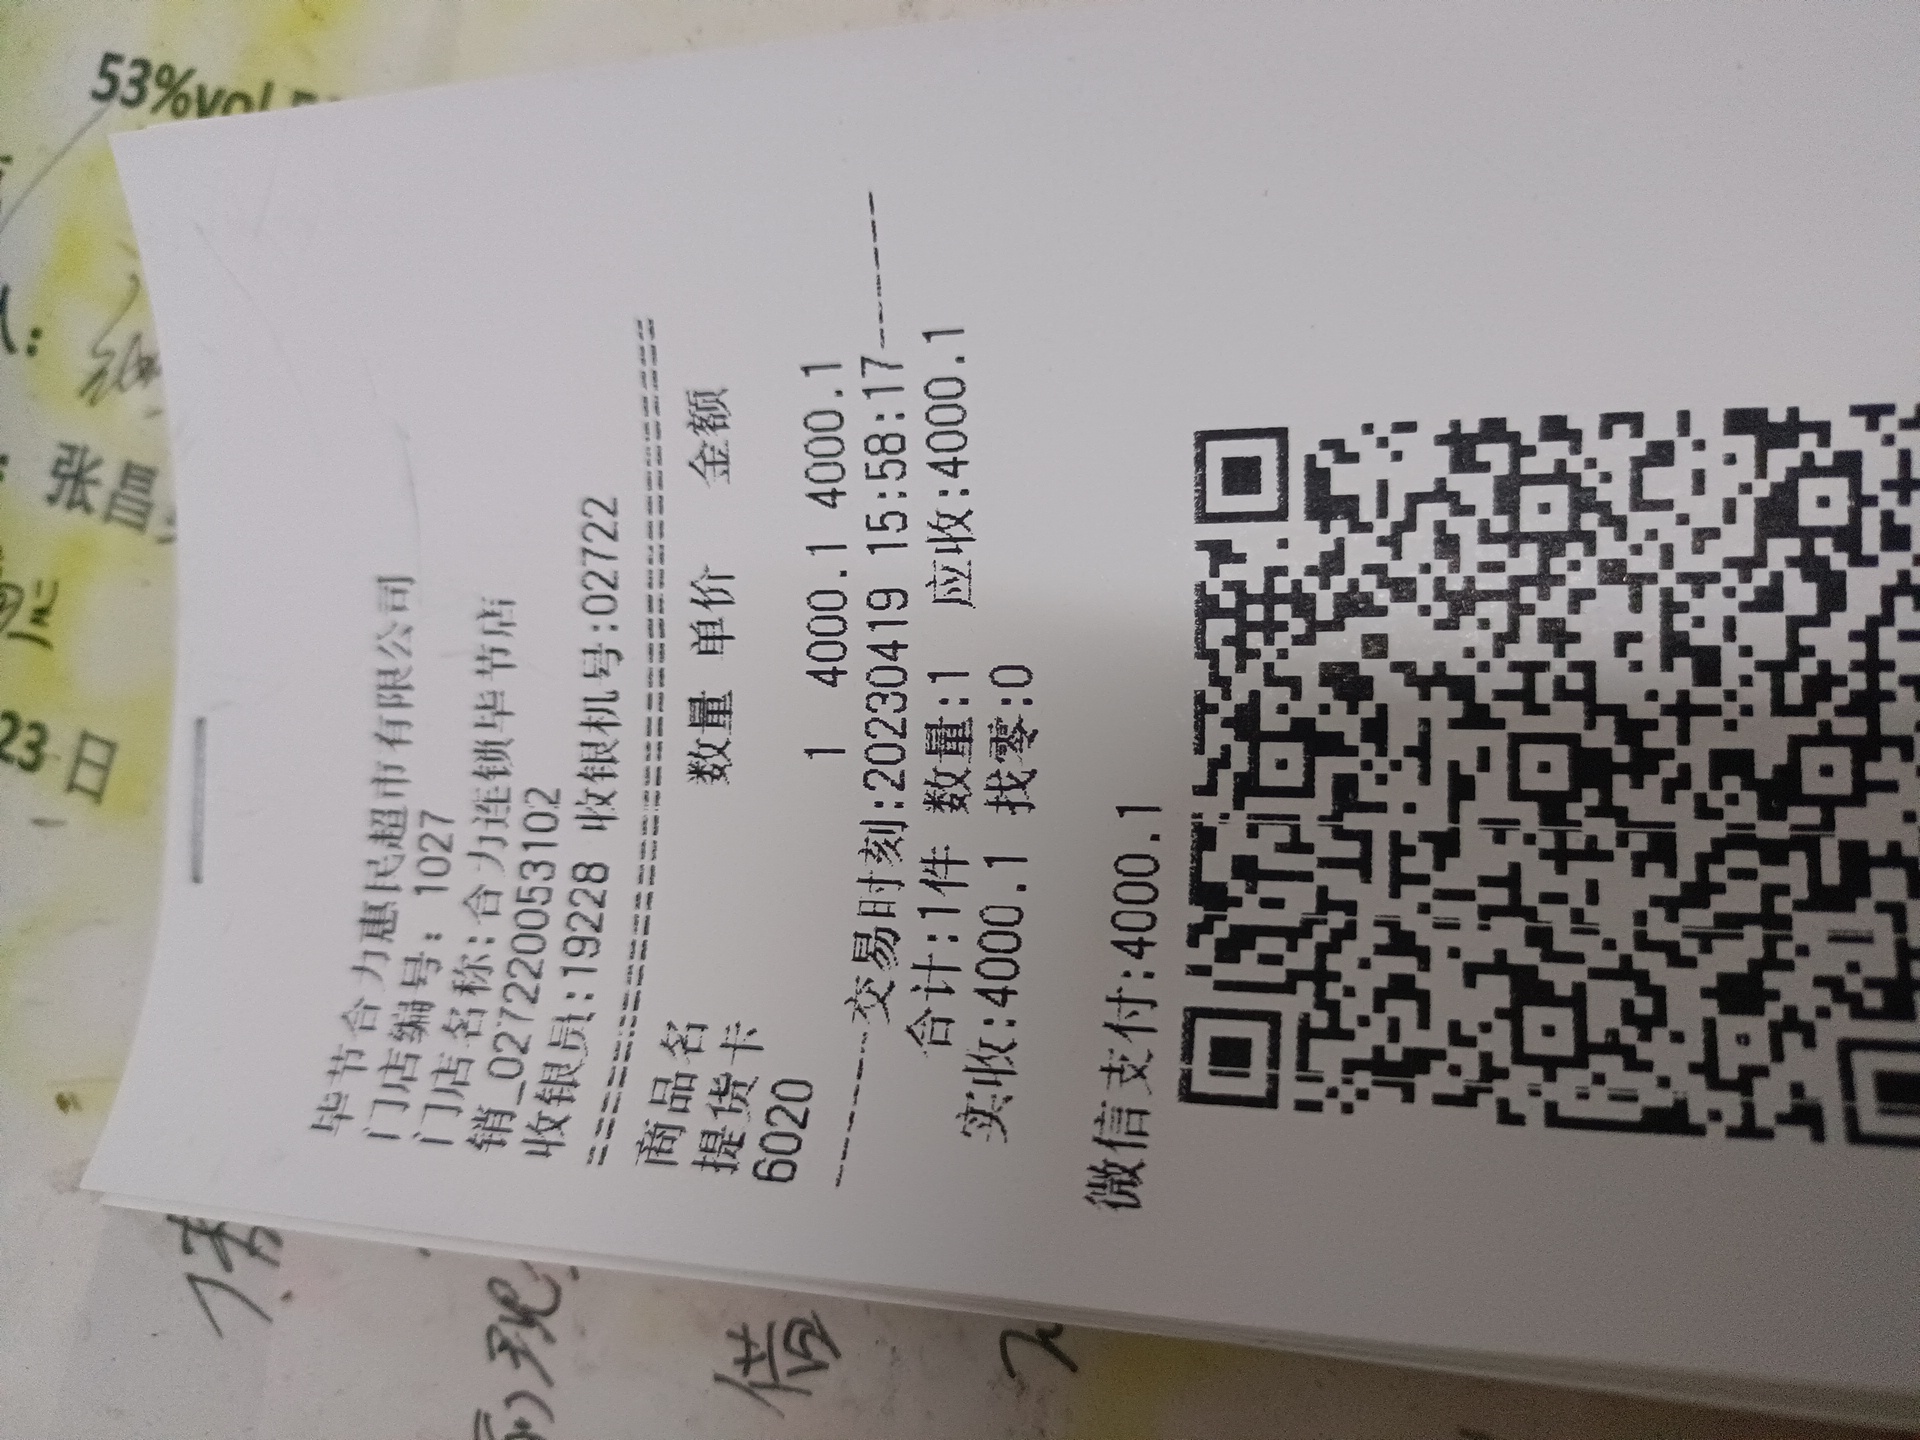 毕节合力惠民超市有限公司
门店编号: 1027
门店名称:合力连锁毕节店
销_0272220053102
收银员:19228 收银机号:02722
================================
商品名 数量 单价 金额
提货卡
6020 1 4000.1 4000.1
------交易时刻:20230419 15:58:17------
合计:1件 数量:1 应收:4000.1
实收:4000.1 找零:0
微信支付:4000.1
53%vol
张昌
23日
借